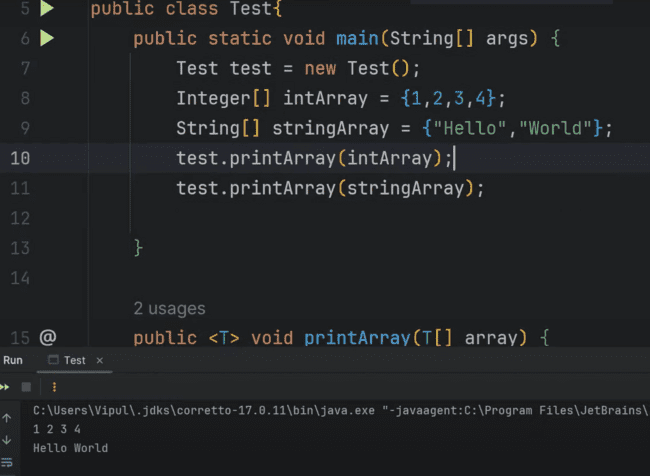 5 public class Test{
6 public static void main(String[] args) {
7 Test test = new Test();
8 Integer[] intArray = {1,2,3,4};
9 String[] stringArray = {"Hello","World"};
10 test.printArray(intArray);
11 test.printArray(stringArray);
12
13 }
14
2 usages
15 @ public <T> void printArray(T[] array) {
Run Test ×
C:\Users\Vipul\.jdks\corretto-17.0.11\bin\java.exe "-javaagent:C:\Program Files\JetBrains\
1 2 3 4
Hello World